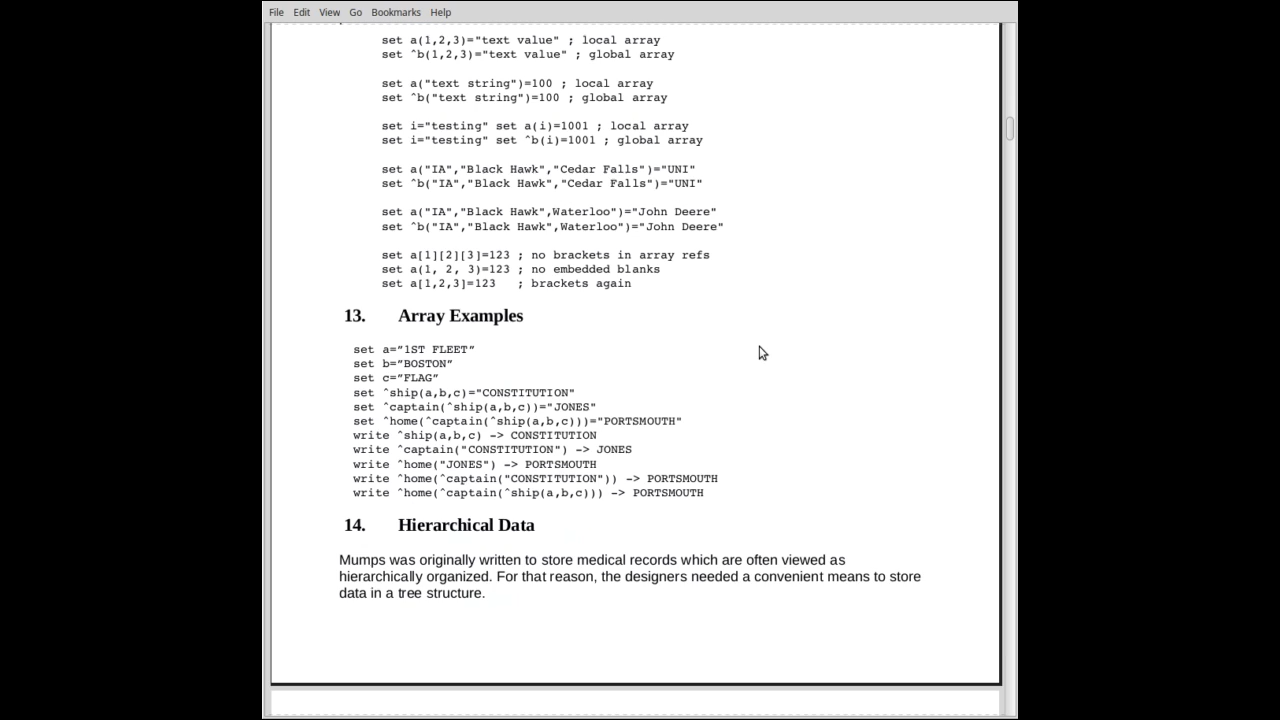 File Edit View Go Bookmarks Help
set a(1,2,3)="text value" ; local array
set ^b(1,2,3)="text value" ; global array
set a("text string")=100 ; local array
set ^b("text string")=100 ; global array
set i="testing" set a(i)=1001 ; local array
set i="testing" set ^b(i)=1001 ; global array
set a("IA","Black Hawk","Cedar Falls")="UNI"
set ^b("IA","Black Hawk","Cedar Falls")="UNI"
set a("IA","Black Hawk",Waterloo")="John Deere"
set ^b("IA","Black Hawk",Waterloo")="John Deere"
set a[1][2][3]=123 ; no brackets in array refs
set a(1, 2, 3)=123 ; no embedded blanks
set a[1,2,3]=123   ; brackets again
13. Array Examples
set a=“1ST FLEET”
set b=“BOSTON”
set c=“FLAG”
set ^ship(a,b,c)="CONSTITUTION"
set ^captain(^ship(a,b,c))="JONES"
set ^home(^captain(^ship(a,b,c)))="PORTSMOUTH"
write ^ship(a,b,c) -> CONSTITUTION
write ^captain("CONSTITUTION") -> JONES
write ^home("JONES") -> PORTSMOUTH
write ^home(^captain("CONSTITUTION")) -> PORTSMOUTH
write ^home(^captain(^ship(a,b,c))) -> PORTSMOUTH
14. Hierarchical Data
Mumps was originally written to store medical records which are often viewed as
hierarchically organized. For that reason, the designers needed a convenient means to store
data in a tree structure.